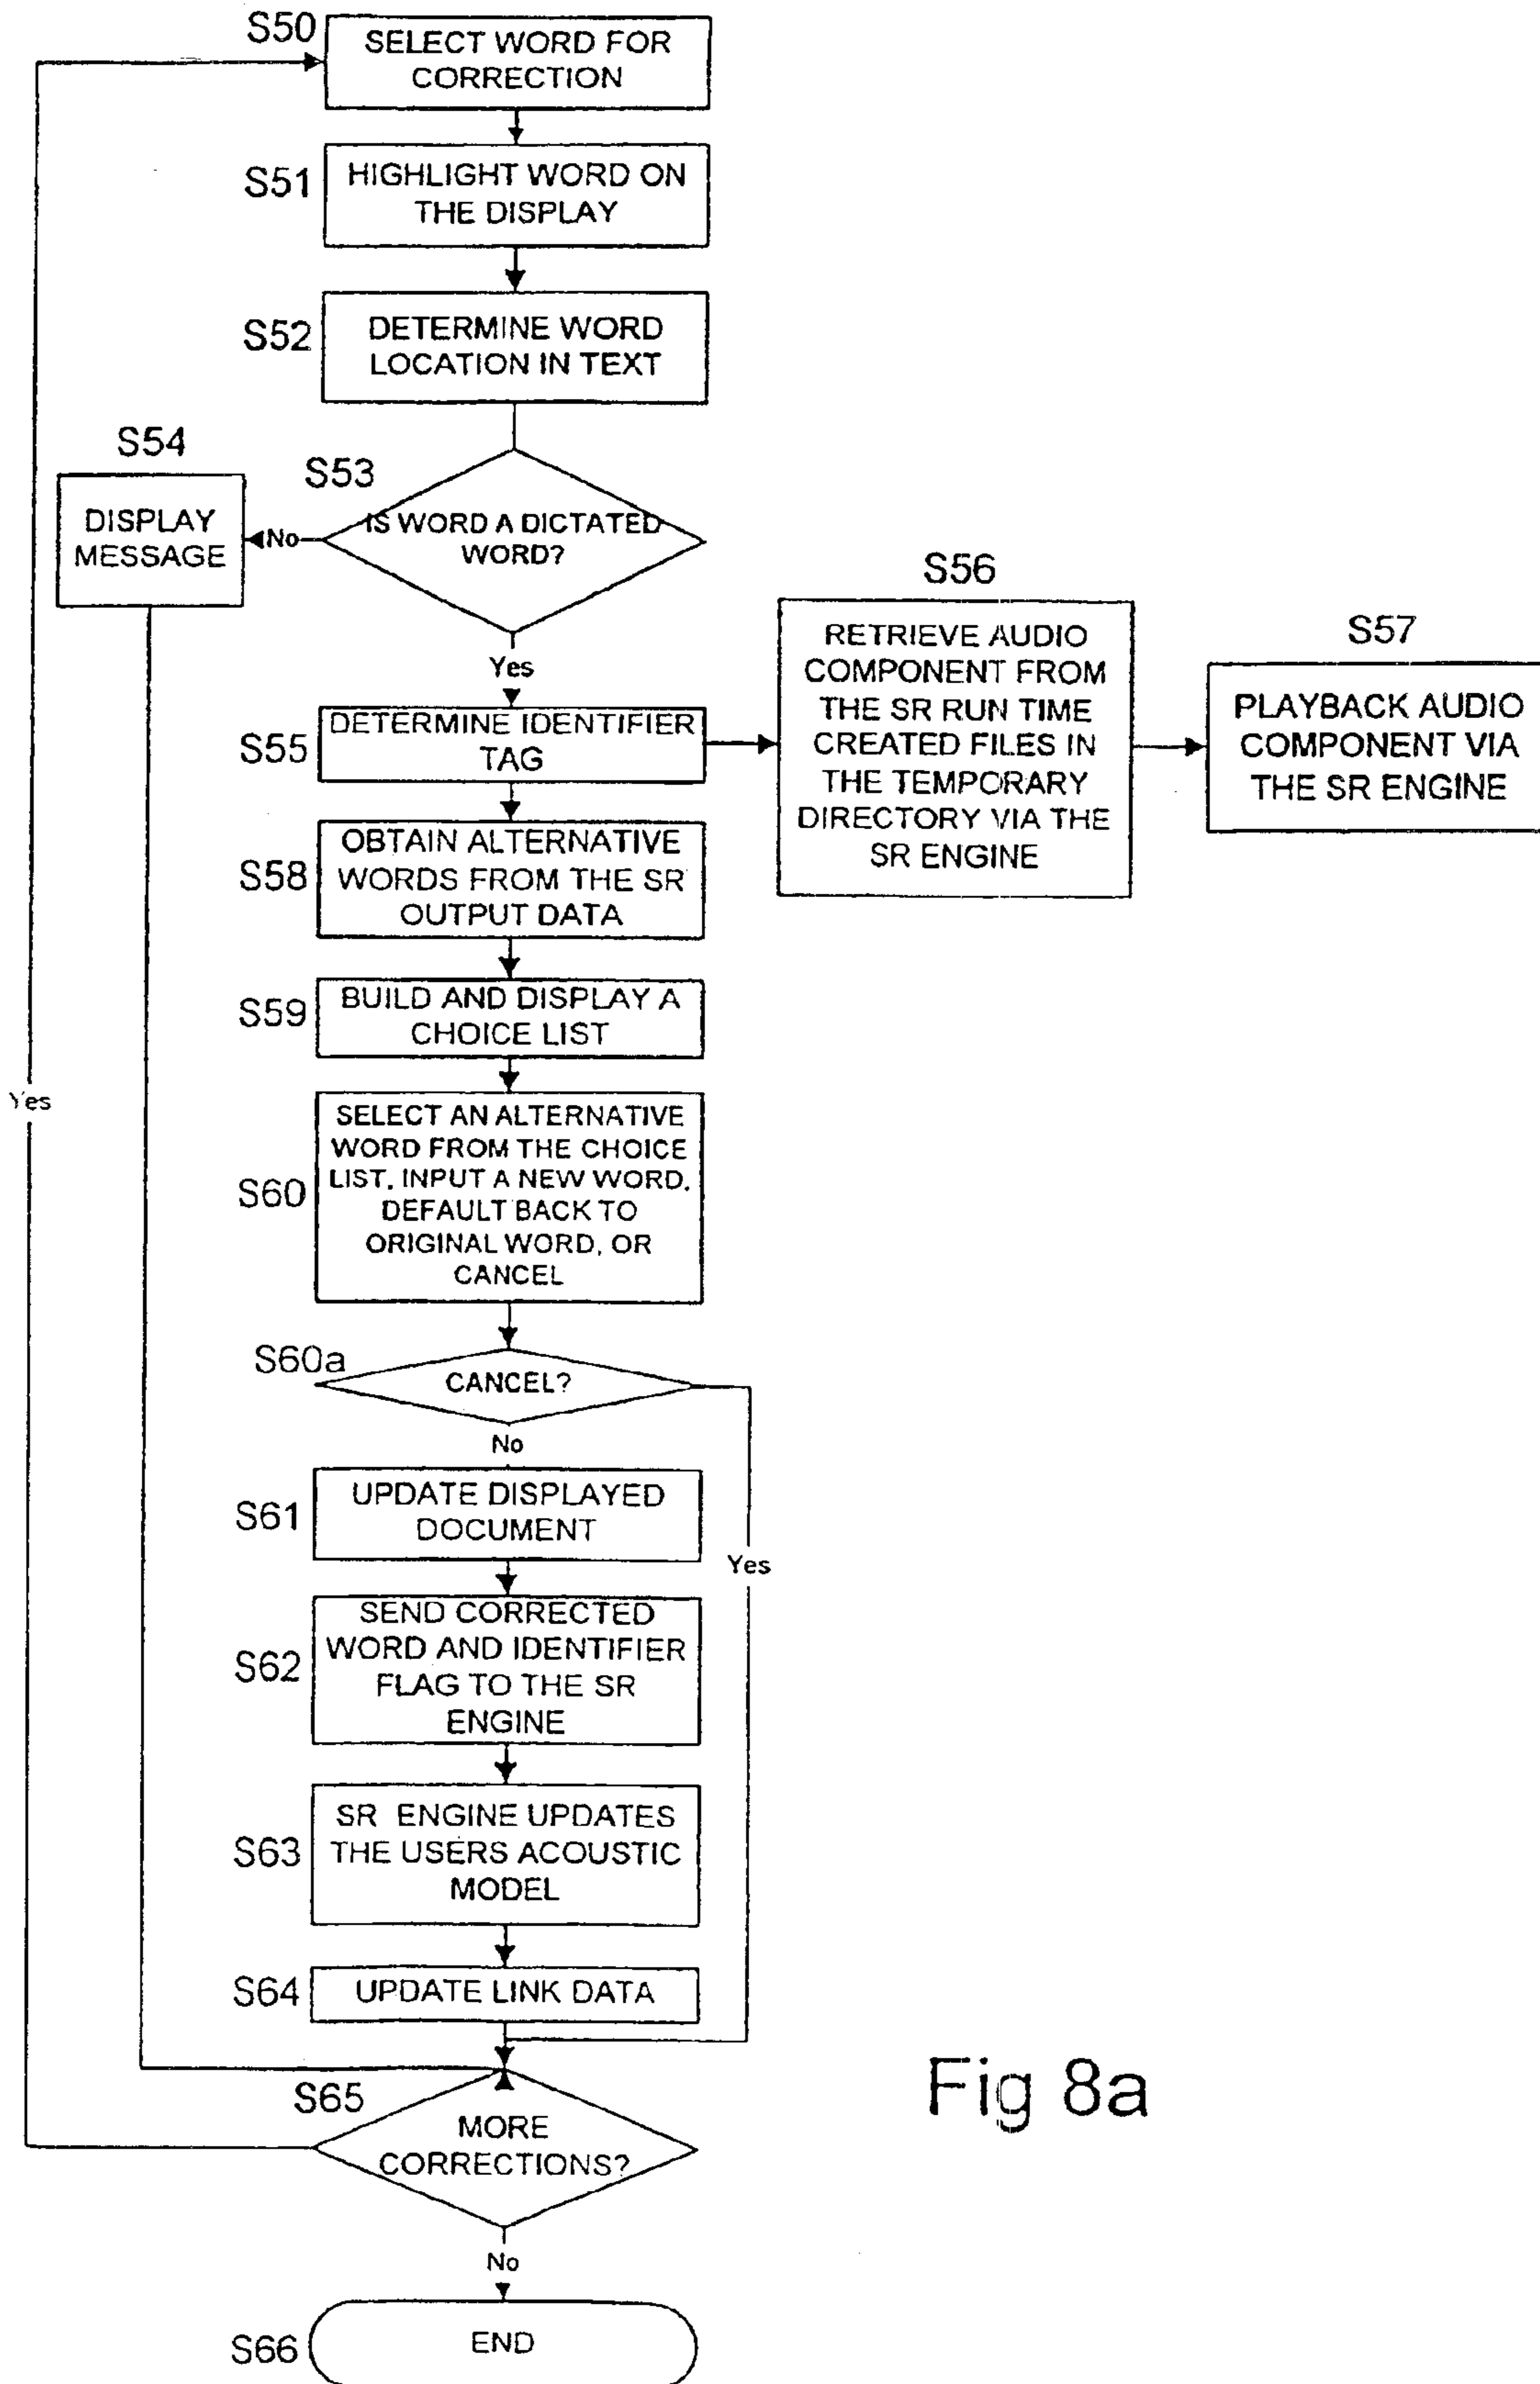 S50
SELECT WORD FOR
CORRECTION
S51
HIGHLIGHT WORD ON
THE DISPLAY
S52
DETERMINE WORD
LOCATION IN TEXT
S54
DISPLAY
MESSAGE
S53
No
IS WORD A DICTATED
WORD?
Yes
S55
DETERMINE IDENTIFIER
TAG
S56
RETRIEVE AUDIO
COMPONENT FROM
THE SR RUN TIME
CREATED FILES IN
THE TEMPORARY
DIRECTORY VIA THE
SR ENGINE
S57
PLAYBACK AUDIO
COMPONENT VIA
THE SR ENGINE
S58
OBTAIN ALTERNATIVE
WORDS FROM THE SR
OUTPUT DATA
S59
BUILD AND DISPLAY A
CHOICE LIST
Yes
S60
SELECT AN ALTERNATIVE
WORD FROM THE CHOICE
LIST, INPUT A NEW WORD,
DEFAULT BACK TO
ORIGINAL WORD, OR
CANCEL
S60a
CANCEL?
No
S61
UPDATE DISPLAYED
DOCUMENT
Yes
S62
SEND CORRECTED
WORD AND IDENTIFIER
FLAG TO THE SR
ENGINE
S63
SR ENGINE UPDATES
THE USERS ACOUSTIC
MODEL
S64
UPDATE LINK DATA
S65
MORE
CORRECTIONS?
No
S66
END
Fig 8a